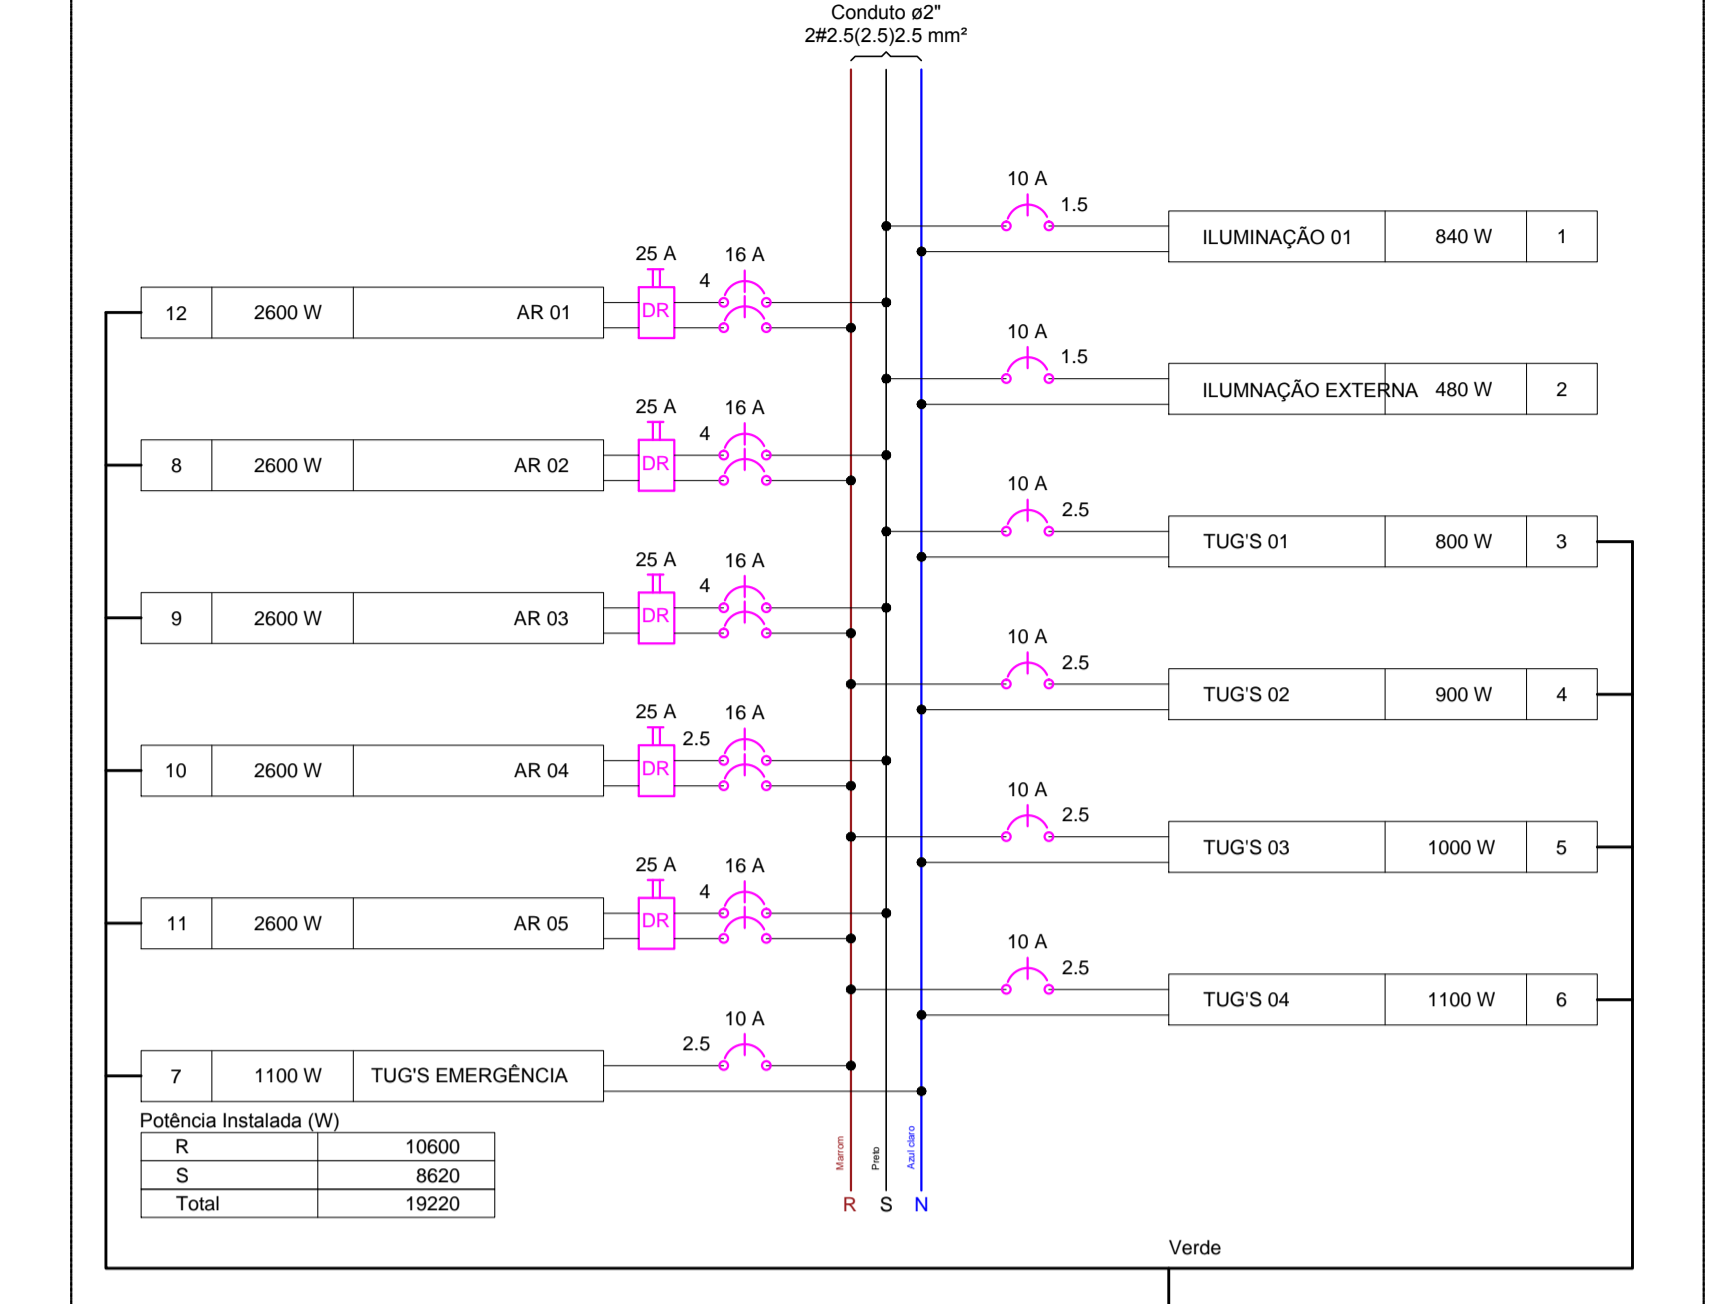 Conduto ø2"
2#2.5(2.5)2.5 mm²
10 A
1.5
ILUMINAÇÃO 01 840 W 1
25 A 16 A
4
12 2600 W AR 01 DR
10 A
1.5
ILUMNAÇÃO EXTERNA 480 W 2
25 A 16 A
4
8 2600 W AR 02 DR
10 A
2.5
TUG'S 01 800 W 3
25 A 16 A
4
9 2600 W AR 03 DR
10 A
2.5
TUG'S 02 900 W 4
25 A 16 A
2.5
10 2600 W AR 04 DR
10 A
2.5
TUG'S 03 1000 W 5
25 A 16 A
4
11 2600 W AR 05 DR
10 A
2.5
TUG'S 04 1100 W 6
10 A
2.5
7 1100 W TUG'S EMERGÊNCIA
Potência Instalada (W)
R 10600
S 8620
Total 19220
Marrom
Preto
Azul claro
R S N
Verde